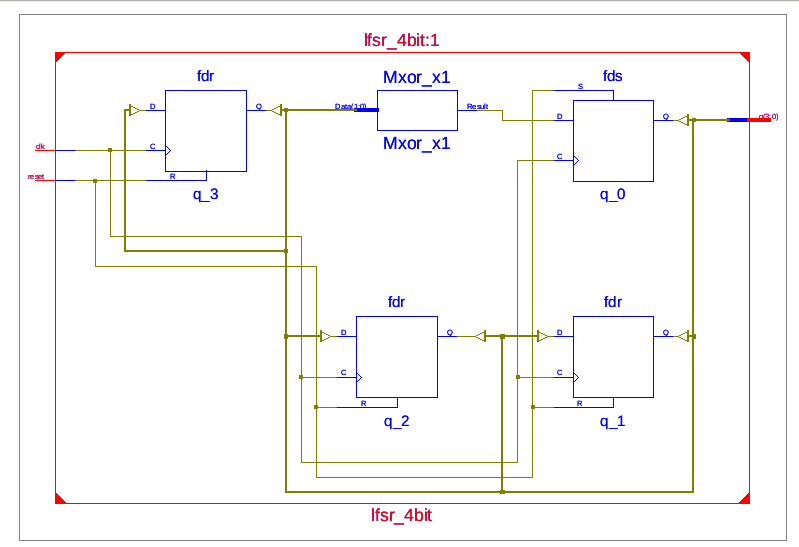 lfsr_4bit:1
fdr
D
Q
C
R
q_3
Mxor_x1
Data(1:0)
Result
Mxor_x1
fds
S
D
Q
C
q_0
q(3:0)
clk
reset
fdr
D
Q
C
R
q_2
fdr
D
Q
C
R
q_1
lfsr_4bit